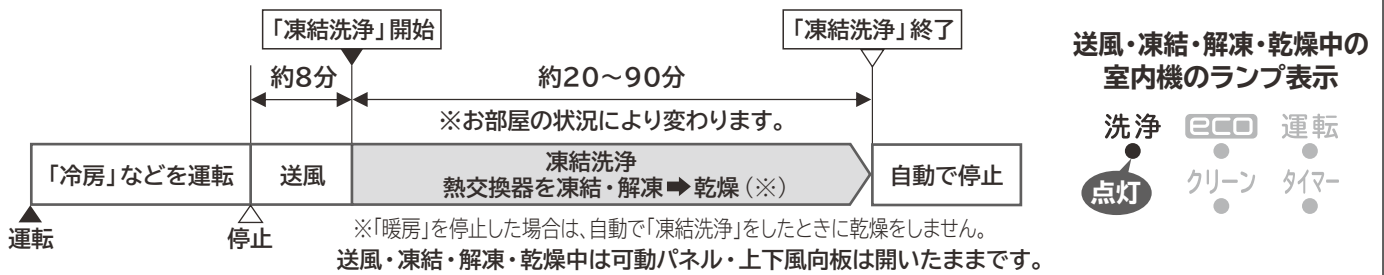 「凍結洗浄」開始
「凍結洗浄」終了
約8分
約20～90分
※お部屋の状況により変わります。
「冷房」などを運転
送風
凍結洗浄
熱交換器を凍結・解凍➡乾燥(※)
自動で停止
運転
停止
※「暖房」を停止した場合は、自動で「凍結洗浄」をしたときに乾燥をしません。
送風・凍結・解凍・乾燥中は可動パネル・上下風向板は開いたままです。
送風・凍結・解凍・乾燥中の
室内機のランプ表示
洗浄 eco 運転
点灯 クリーン タイマー